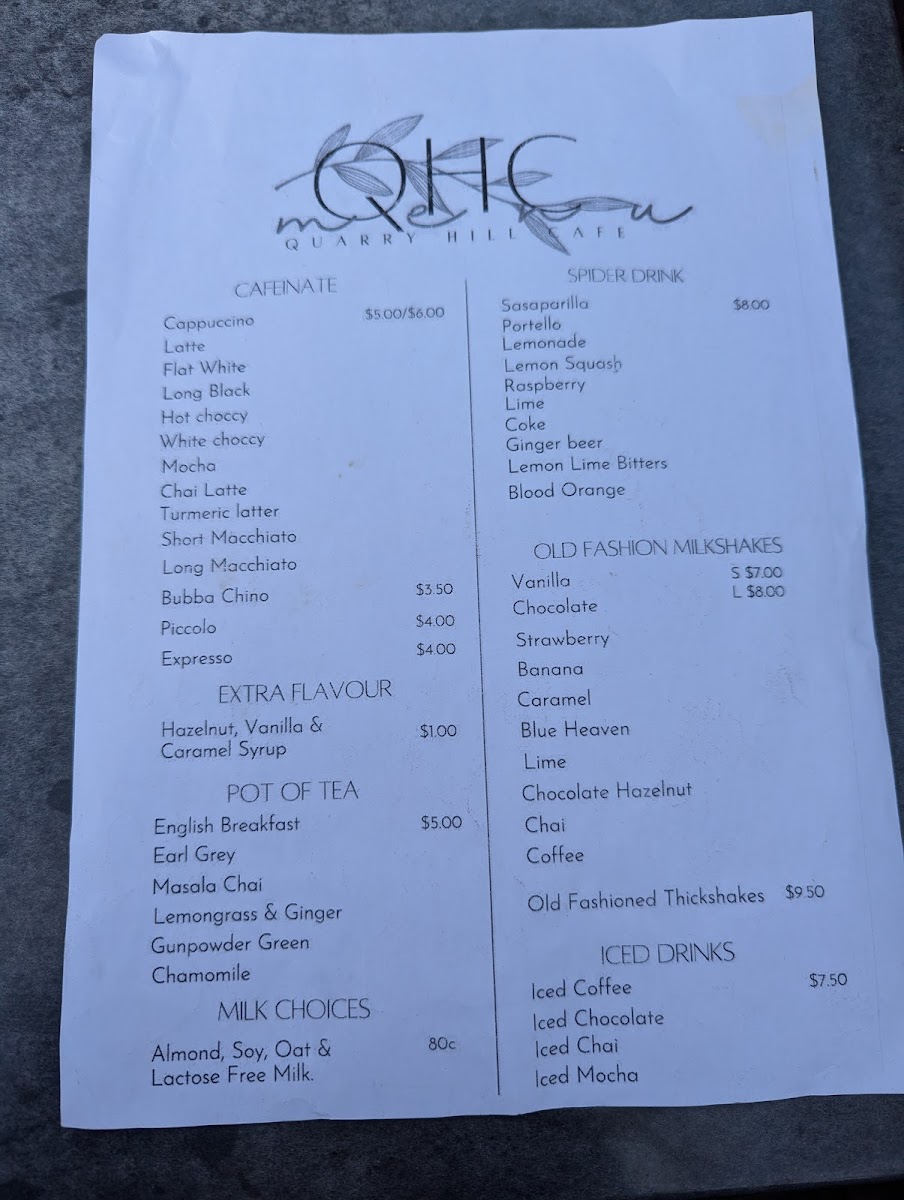 QHC
menu
QUARRY HILL CAFE
CAFEINATE
Cappuccino $5.00/$6.00
Latte
Flat White
Long Black
Hot choccy
White choccy
Mocha
Chai Latte
Turmeric latter
Short Macchiato
Long Macchiato
Bubba Chino $3.50
Piccolo $4.00
Expresso $4.00
EXTRA FLAVOUR
Hazelnut, Vanilla & $1.00
Caramel Syrup
POT OF TEA
English Breakfast $5.00
Earl Grey
Masala Chai
Lemongrass & Ginger
Gunpowder Green
Chamomile
MILK CHOICES
Almond, Soy, Oat & 80c
Lactose Free Milk.
SPIDER DRINK
Sasaparilla $8.00
Portello
Lemonade
Lemon Squash
Raspberry
Lime
Coke
Ginger beer
Lemon Lime Bitters
Blood Orange
OLD FASHION MILKSHAKES
Vanilla S $7.00
L $8.00
Chocolate
Strawberry
Banana
Caramel
Blue Heaven
Lime
Chocolate Hazelnut
Chai
Coffee
Old Fashioned Thickshakes $9.50
ICED DRINKS
Iced Coffee $7.50
Iced Chocolate
Iced Chai
Iced Mocha